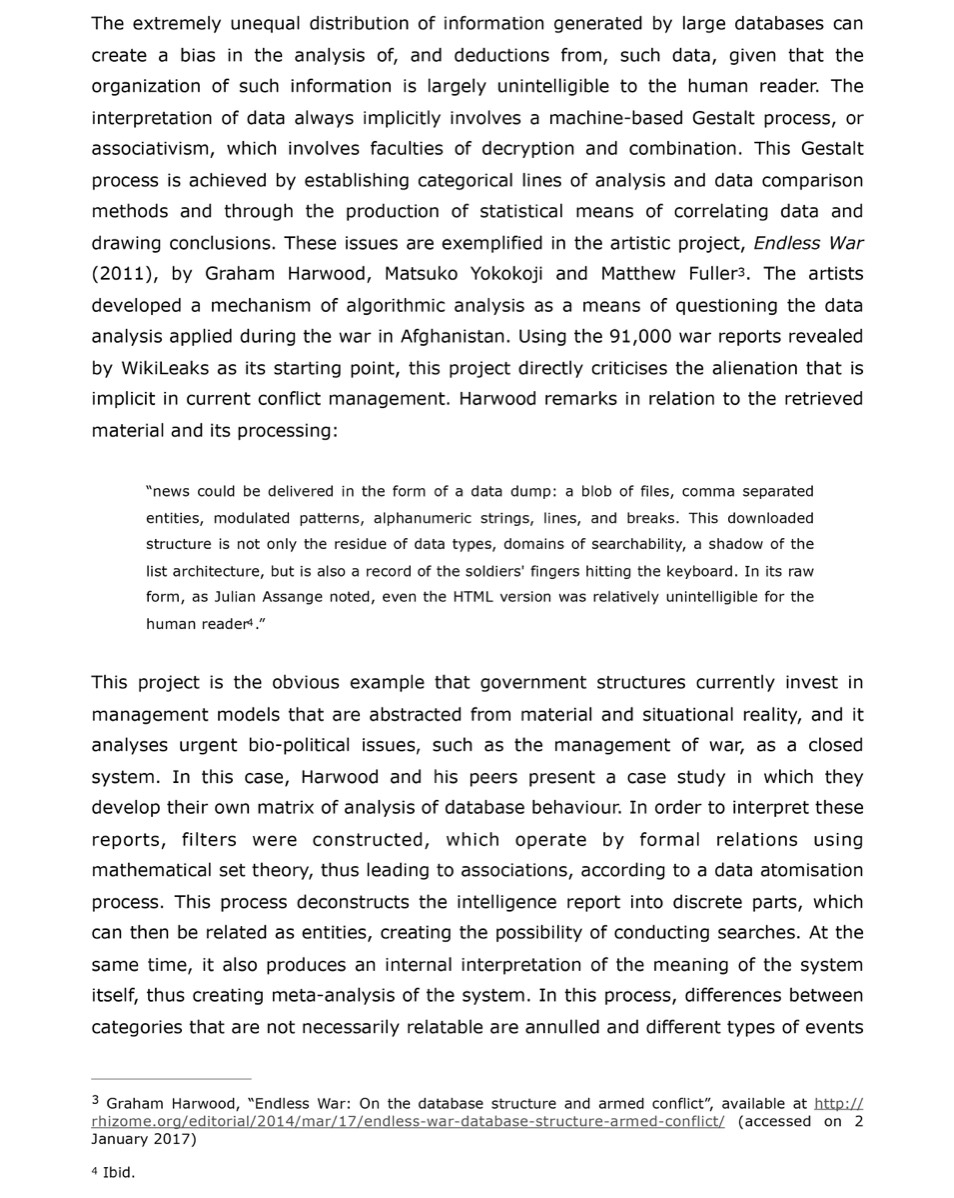 The extremely unequal distribution of information generated by large databases can
create a bias in the analysis of, and deductions from, such data, given that the
organization of such information is largely unintelligible to the human reader. The
interpretation of data always implicitly involves a machine-based Gestalt process, or
associativism, which involves faculties of decryption and combination. This Gestalt
process is achieved by establishing categorical lines of analysis and data comparison
methods and through the production of statistical means of correlating data and
drawing conclusions. These issues are exemplified in the artistic project, Endless War
(2011), by Graham Harwood, Matsuko Yokokoji and Matthew Fuller3. The artists
developed a mechanism of algorithmic analysis as a means of questioning the data
analysis applied during the war in Afghanistan. Using the 91,000 war reports revealed
by WikiLeaks as its starting point, this project directly criticises the alienation that is
implicit in current conflict management. Harwood remarks in relation to the retrieved
material and its processing:
“news could be delivered in the form of a data dump: a blob of files, comma separated
entities, modulated patterns, alphanumeric strings, lines, and breaks. This downloaded
structure is not only the residue of data types, domains of searchability, a shadow of the
list architecture, but is also a record of the soldiers' fingers hitting the keyboard. In its raw
form, as Julian Assange noted, even the HTML version was relatively unintelligible for the
human reader4.”
This project is the obvious example that government structures currently invest in
management models that are abstracted from material and situational reality, and it
analyses urgent bio-political issues, such as the management of war, as a closed
system. In this case, Harwood and his peers present a case study in which they
develop their own matrix of analysis of database behaviour. In order to interpret these
reports, filters were constructed, which operate by formal relations using
mathematical set theory, thus leading to associations, according to a data atomisation
process. This process deconstructs the intelligence report into discrete parts, which
can then be related as entities, creating the possibility of conducting searches. At the
same time, it also produces an internal interpretation of the meaning of the system
itself, thus creating meta-analysis of the system. In this process, differences between
categories that are not necessarily relatable are annulled and different types of events
3 Graham Harwood, “Endless War: On the database structure and armed conflict”, available at http://
rhizome.org/editorial/2014/mar/17/endless-war-database-structure-armed-conflict/ (accessed on 2
January 2017)
4 Ibid.